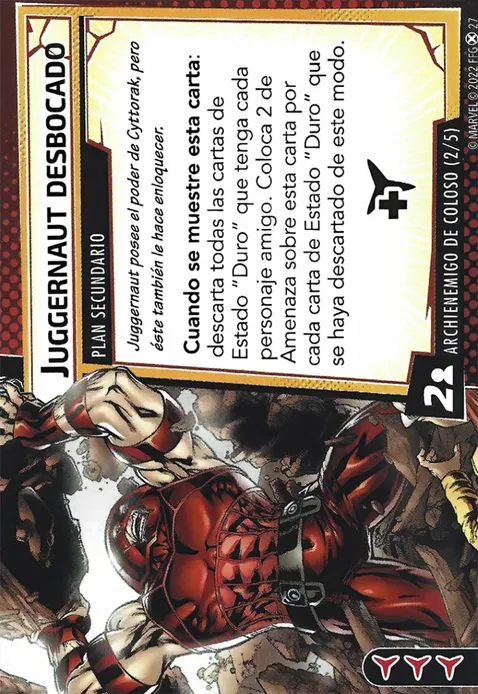 JUGGERNAUT DESBOCADO
PLAN SECUNDARIO
Juggernaut posee el poder de Cyttorak, pero
éste también le hace enloquecer.
Cuando se muestre esta carta:
descarta todas las cartas de
Estado “Duro” que tenga cada
personaje amigo. Coloca 2 de
Amenaza sobre esta carta por
cada carta de Estado “Duro” que
se haya descartado de este modo.
2
ARCHIENEMIGO DE COLOSO (2/5)
© MARVEL © 2022 FFG 27